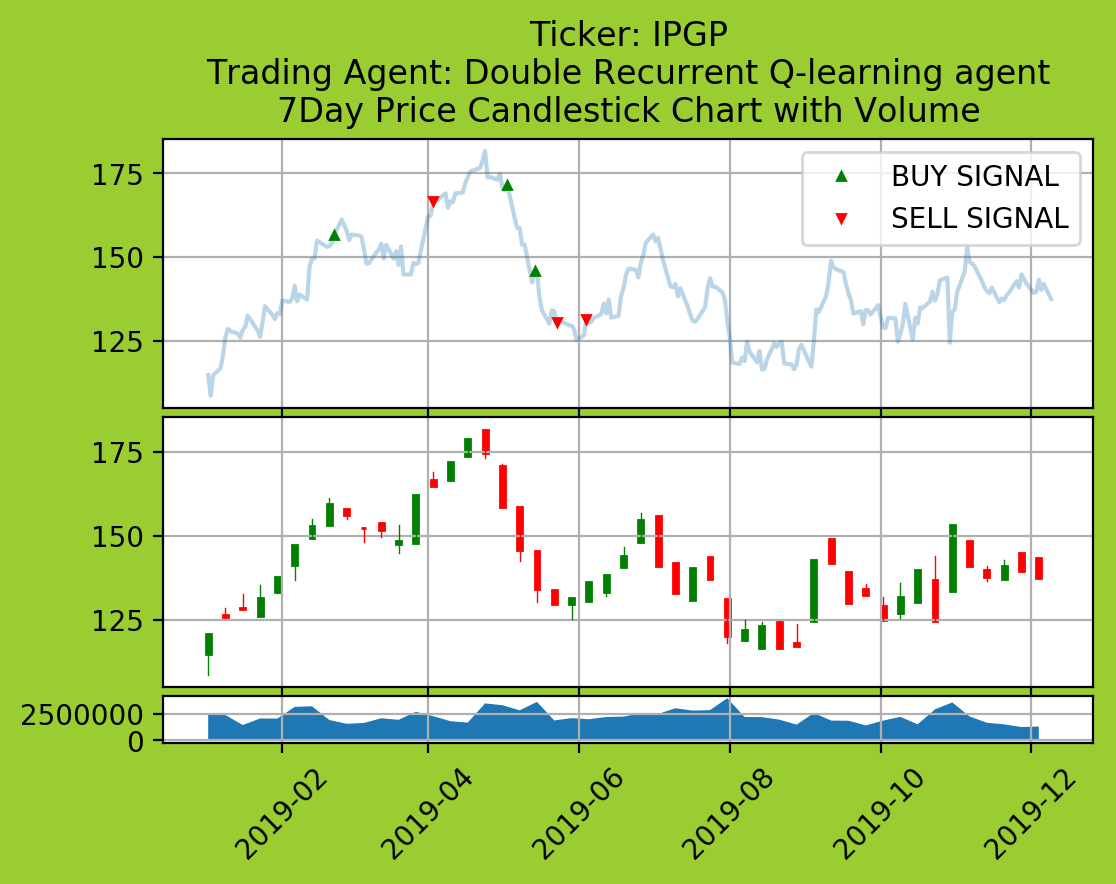 Ticker: IPGP
Trading Agent: Double Recurrent Q-learning agent
7Day Price Candlestick Chart with Volume
175
150
125
BUY SIGNAL
SELL SIGNAL
175
150
125
2500000
0
2019-02
2019-04
2019-06
2019-08
2019-10
2019-12